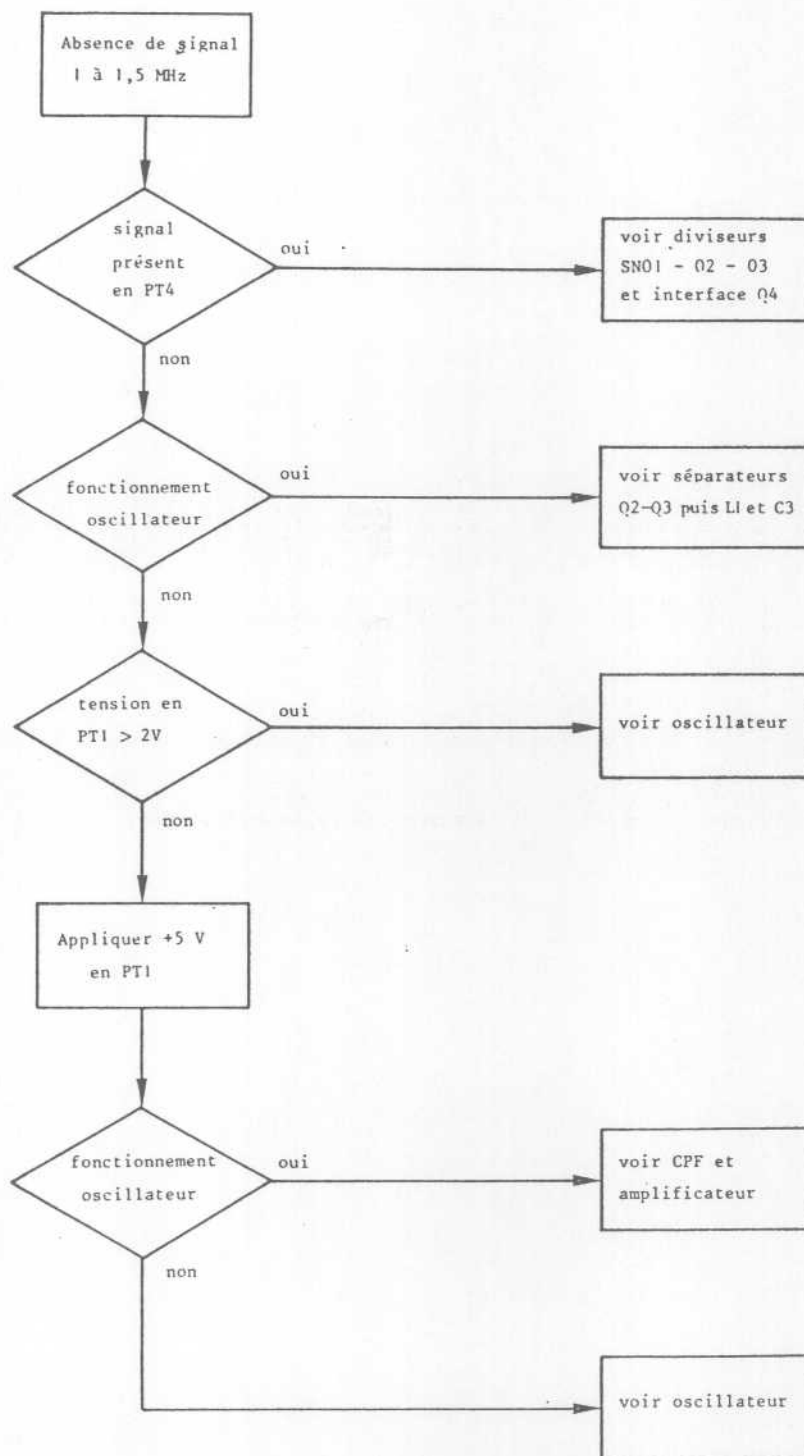 Absence de signal
1 à 1,5 MHz
signal
présent
en PT4
oui
voir diviseurs
SN01 - 02 - 03
et interface Q4
non
fonctionnement
oscillateur
oui
voir séparateurs
Q2-Q3 puis L1 et C3
non
tension en
PT1 > 2V
oui
voir oscillateur
non
Appliquer +5 V
en PT1
fonctionnement
oscillateur
oui
voir CPF et
amplificateur
non
voir oscillateur